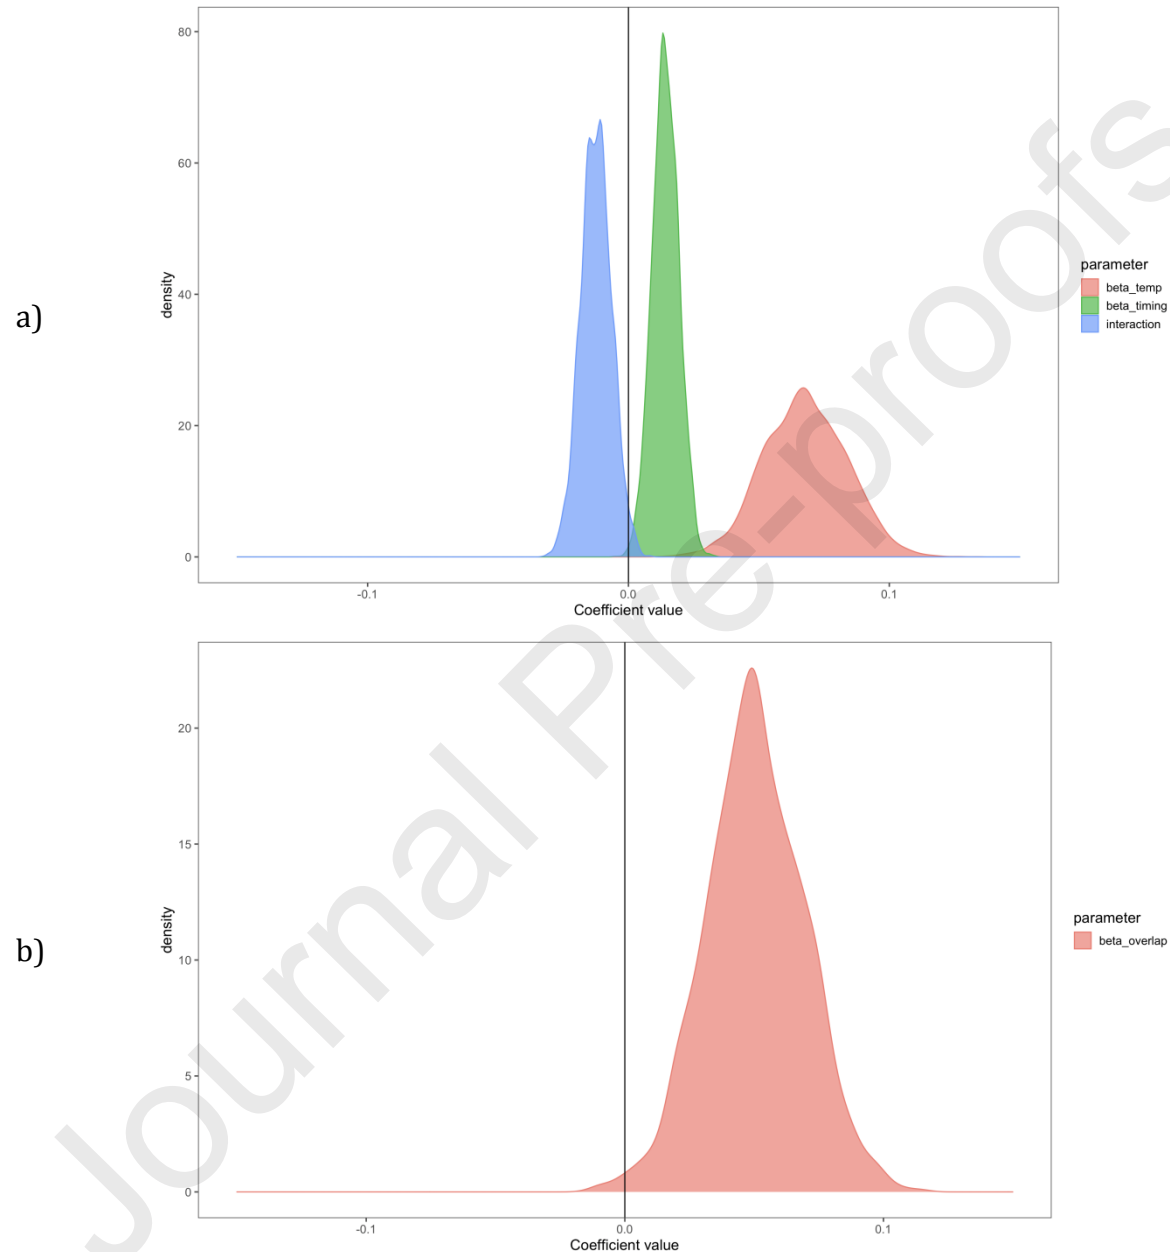 a)
density
80
60
40
20
0
-0.1
0.0
0.1
Coefficient value
parameter
beta_temp
beta_timing
interaction
b)
density
20
15
10
5
0
-0.1
0.0
0.1
Coefficient value
parameter
beta_overlap
Journal Pre-proofs